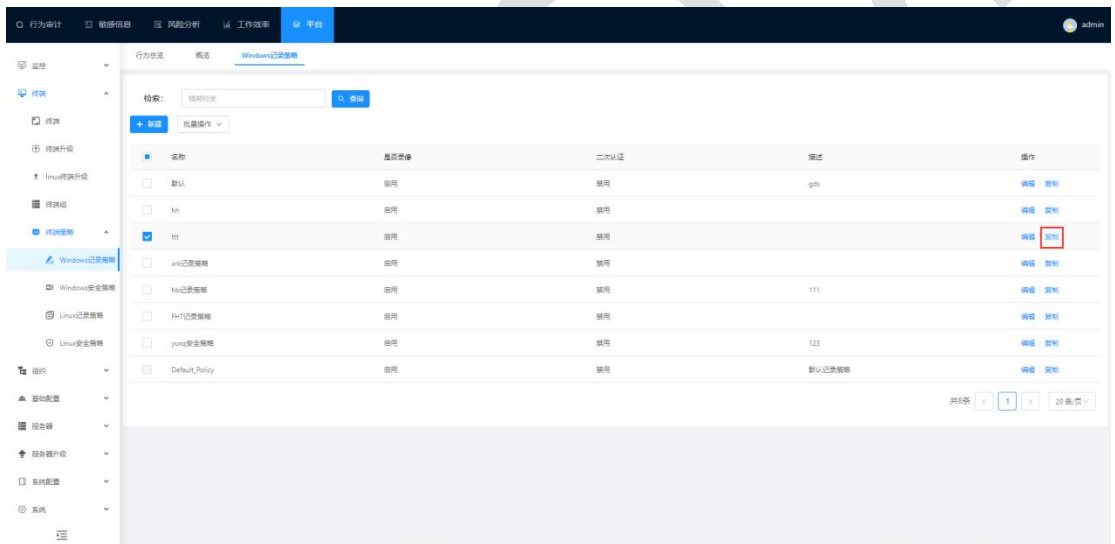 行为审计 敏感信息 风险分析 工作效率 平台 admin
行为总览 概览 Windows记录策略
监控
终端
终端
终端升级
linux终端升级
终端组
终端策略
Windows记录策略
Windows安全策略
Linux记录策略
Linux安全策略
组织
基础配置
服务器
服务器升级
系统配置
系统
检索: 模糊检索 查询
+ 新建 批量操作
名称 是否录像 二次认证 描述 操作
默认 启用 禁用 gds 编辑 复制
hh 启用 禁用 编辑 复制
ttt 启用 禁用 编辑 复制
记录策略 启用 禁用 编辑 复制
记录策略 启用 禁用 111 编辑 复制
FHT记录策略 启用 禁用 编辑 复制
yuxq安全策略 启用 禁用 123 编辑 复制
Default_Policy 启用 禁用 默认记录策略 编辑 复制
共8条 < 1 > 20 条/页